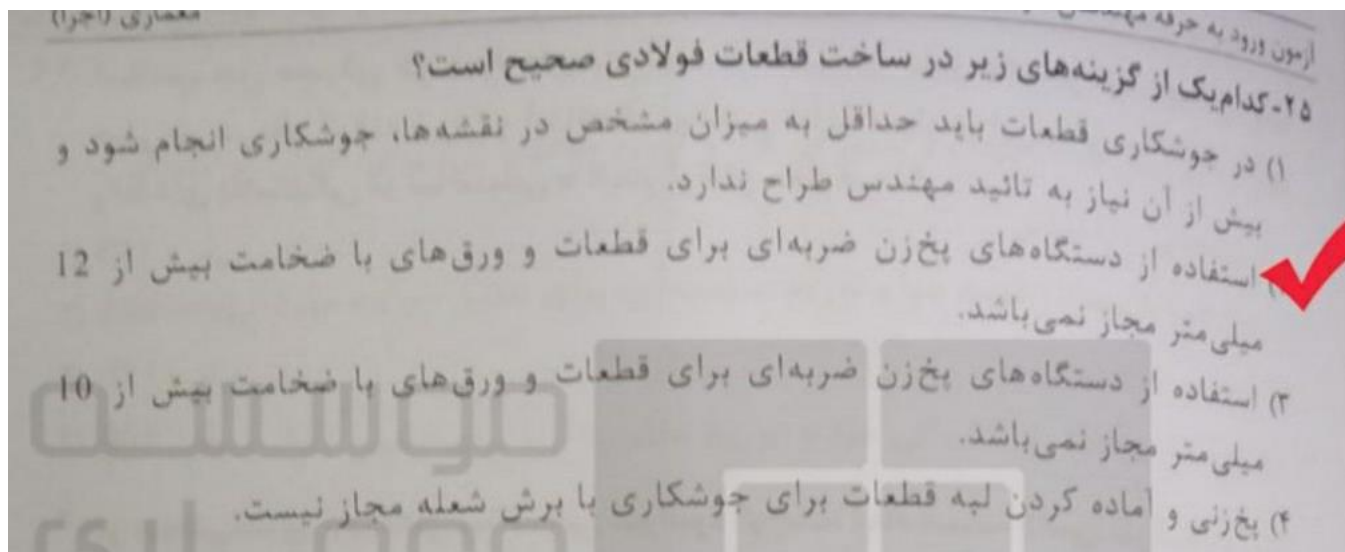 آزمون ورود به حرفه
معماری (اجرا)
۲۵- کدام‌یک از گزینه‌های زیر در ساخت قطعات فولادی صحیح است؟
۱) در جوشکاری قطعات باید حداقل به میزان مشخص در نقشه‌ها، جوشکاری انجام شود و
بیش از آن نیاز به تائید مهندس طراح ندارد.
استفاده از دستگاه‌های پخ‌زن ضربه‌ای برای قطعات و ورق‌های با ضخامت بیش از 12
میلی‌متر مجاز نمی‌باشد.
۳) استفاده از دستگاه‌های پخ‌زن ضربه‌ای برای قطعات و ورق‌های با ضخامت بیش از 10
میلی‌متر مجاز نمی‌باشد.
۴) پخ‌زنی و آماده کردن لبه قطعات برای جوشکاری با برش شعله مجاز نیست.
موسسه